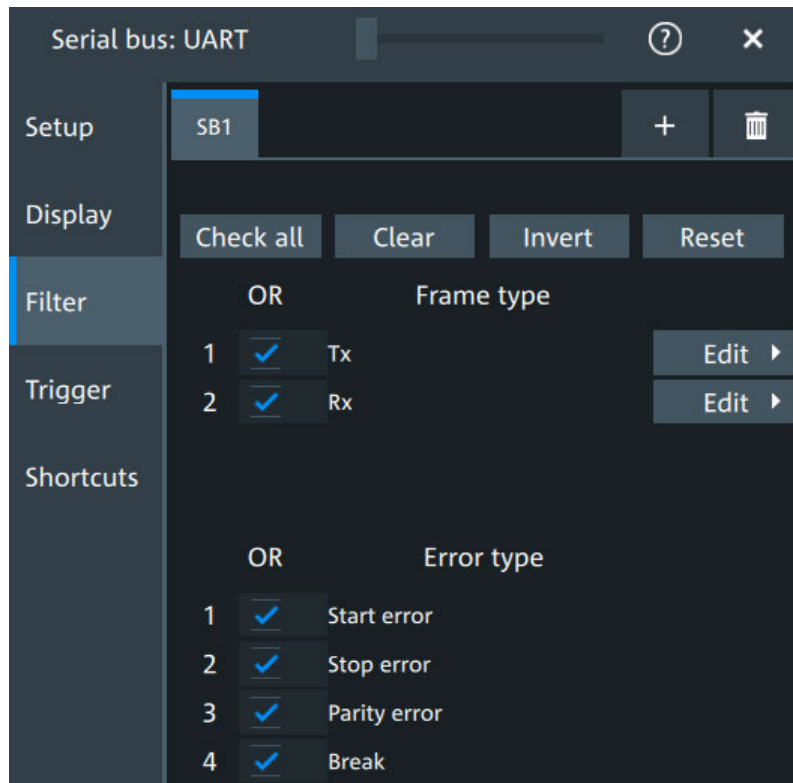 Serial bus: UART ? ×
Setup SB1 +
Display
Check all Clear Invert Reset
Filter OR Frame type
1 Tx Edit
Trigger 2 Rx Edit
Shortcuts
OR Error type
1 Start error
2 Stop error
3 Parity error
4 Break